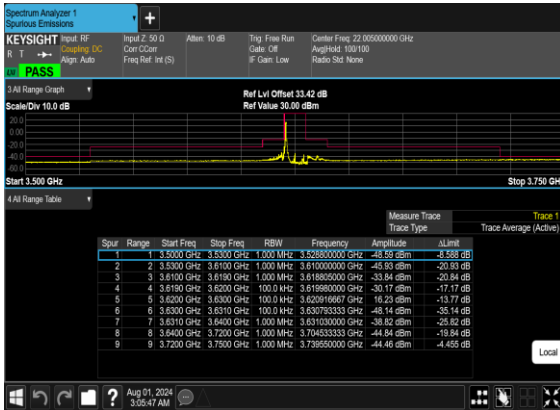 Spectrum Analyzer 1
Spurious Emissions
+
KEYSIGHT Input: RF Input Z: 50 Ω Atten: 10 dB Trig: Free Run Center Freq: 22.005000000 GHz
R T Coupling: DC Corr CCorr Gate: Off Avg|Hold: 100/100
Align: Auto Freq Ref: Int (S) IF Gain: Low Radio Std: None
LXI PASS
3 All Range Graph
Ref Lvl Offset 33.42 dB
Scale/Div 10.0 dB Ref Value 30.00 dBm
20.0
0.00
-20.0
-40.0
-60.0
Start 3.500 GHz Stop 3.750 GH
4 All Range Table
Measure Trace Trace 1
Trace Type Trace Average (Active)
Spur Range Start Freq Stop Freq RBW Frequency Amplitude ΔLimit
1 1 3.5000 GHz 3.5300 GHz 1.000 MHz 3.528800000 GHz -48.59 dBm -8.588 dB
2 2 3.5300 GHz 3.6100 GHz 1.000 MHz 3.610000000 GHz -45.93 dBm -20.93 dB
3 3 3.6100 GHz 3.6190 GHz 1.000 MHz 3.618805000 GHz -33.84 dBm -20.84 dB
4 4 3.6190 GHz 3.6200 GHz 100.0 kHz 3.619980000 GHz -30.17 dBm -17.17 dB
5 5 3.6200 GHz 3.6300 GHz 100.0 kHz 3.620916667 GHz 16.23 dBm -13.77 dB
6 6 3.6300 GHz 3.6310 GHz 100.0 kHz 3.630793333 GHz -48.14 dBm -35.14 dB
7 7 3.6310 GHz 3.6400 GHz 1.000 MHz 3.631030000 GHz -38.82 dBm -25.82 dB
8 8 3.6400 GHz 3.7200 GHz 1.000 MHz 3.704533333 GHz -44.84 dBm -19.84 dB
9 9 3.7200 GHz 3.7500 GHz 1.000 MHz 3.739550000 GHz -44.46 dBm -4.455 dB
Local
? Aug 01, 2024
3:05:47 AM